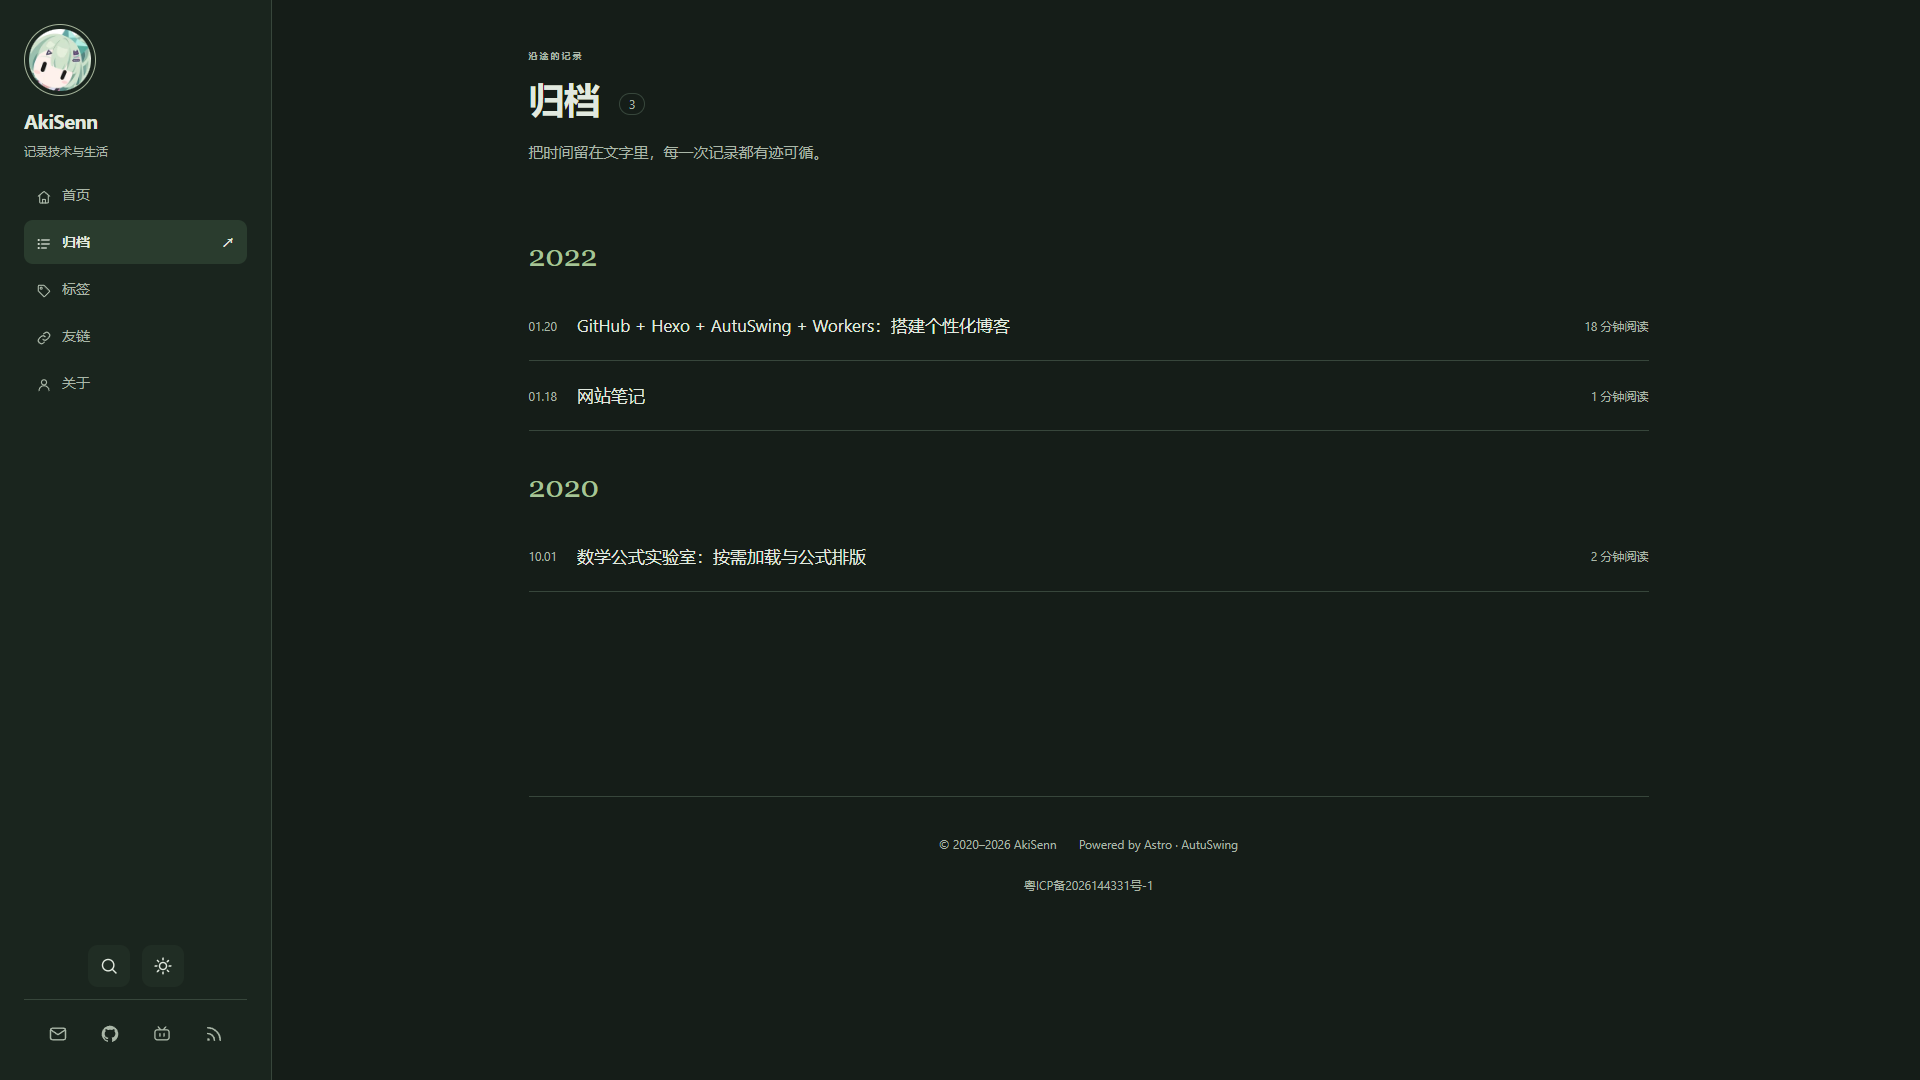 AkiSenn
记录技术与生活
首页
归档
标签
友链
关于
沿途的记录
归档 3
把时间留在文字里，每一次记录都有迹可循。
2022
01.20 GitHub + Hexo + AutuSwing + Workers：搭建个性化博客 18 分钟阅读
01.18 网站笔记 1 分钟阅读
2020
10.01 数学公式实验室：按需加载与公式排版 2 分钟阅读
© 2020–2026 AkiSenn Powered by Astro · AutuSwing
粤ICP备2026144331号-1